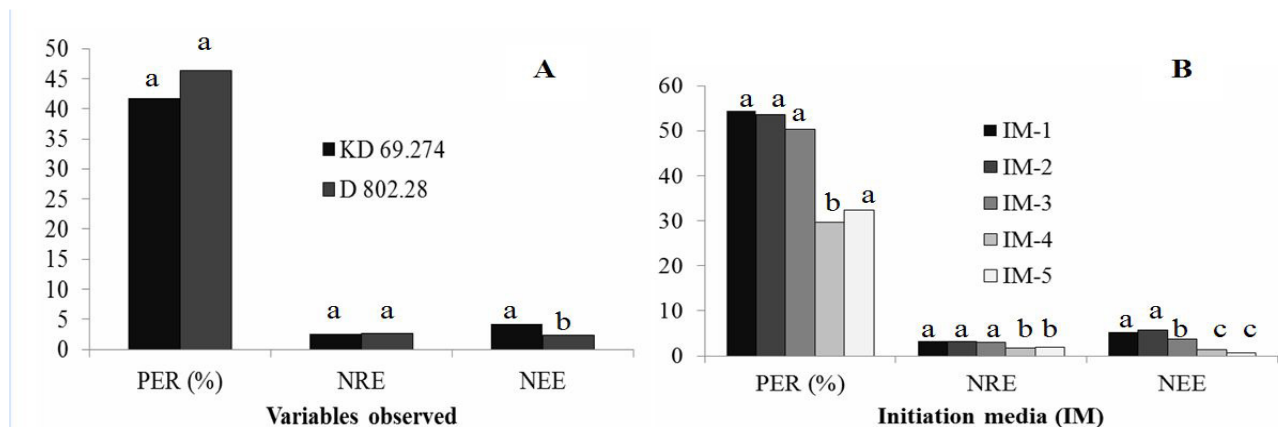 A
50
45
40
35
30
25
20
15
10
5
0
a
a
a
a
a
b
KD 69.274
D 802.28
PER (%)
NRE
NEE
Variables observed
B
60
50
40
30
20
10
0
a
a
a
b
a
a
a
a
b
b
a
a
b
c
c
IM-1
IM-2
IM-3
IM-4
IM-5
PER (%)
NRE
NEE
Initiation media (IM)